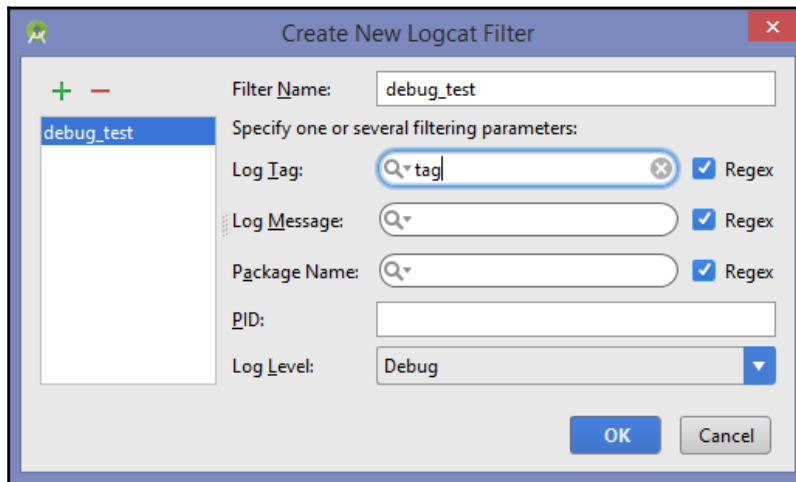 Create New Logcat Filter
debug_test
Filter Name: debug_test
Specify one or several filtering parameters:
Log Tag: tag Regex
Log Message: Regex
Package Name: Regex
PID:
Log Level: Debug
OK Cancel